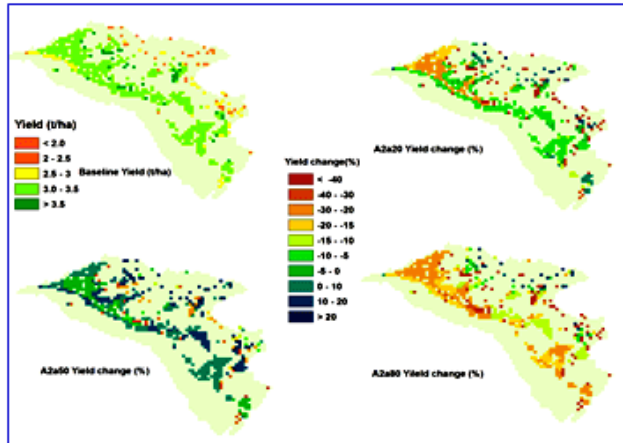 Yield (t/ha)
< 2.0
2 - 2.5
2.5 - 3
3.0 - 3.5
> 3.5
Baseline Yield (t/ha)
A2a20 Yield change (%)
Yield change(%)
< -40
-40 - -30
-30 - -20
-20 - -15
-15 - -10
-10 - -5
-5 - 0
0 - 10
10 - 20
> 20
A2a50 Yield change (%)
A2a80 Yield change (%)